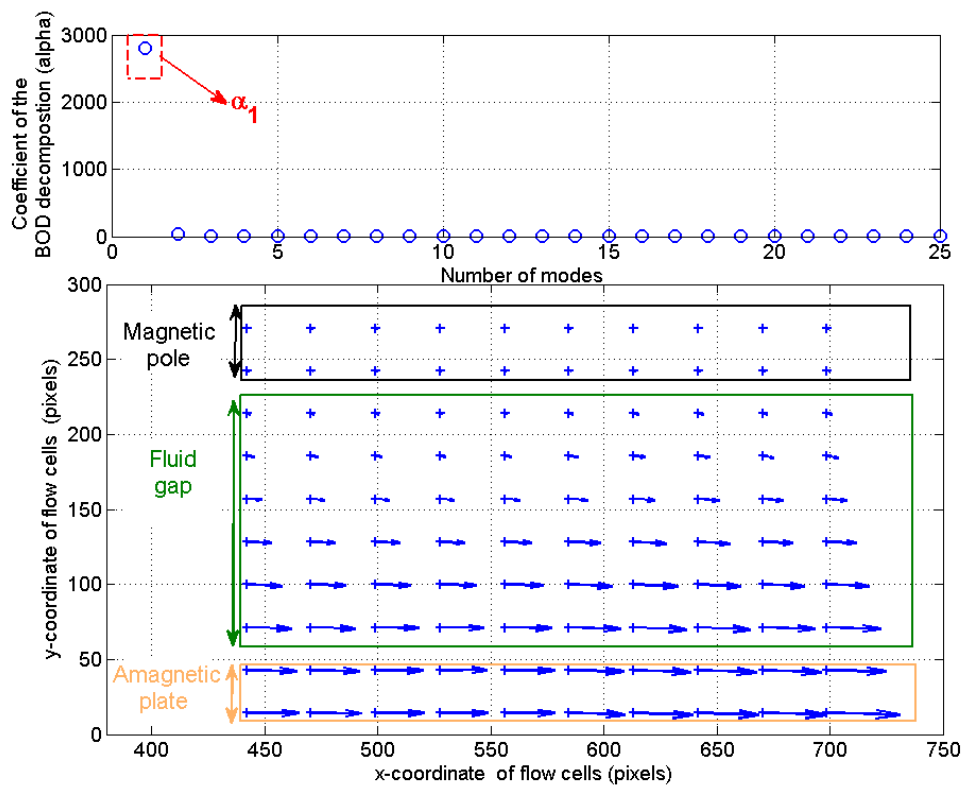 Coefficient of the
BOD decompostion (alpha)
3000
2000
1000
0
α1
0 5 10 15 20 25
Number of modes
y-coordinate of flow cells (pixels)
300
250
200
150
100
50
0
Magnetic
pole
Fluid
gap
Amagnetic
plate
400 450 500 550 600 650 700 750
x-coordinate of flow cells (pixels)